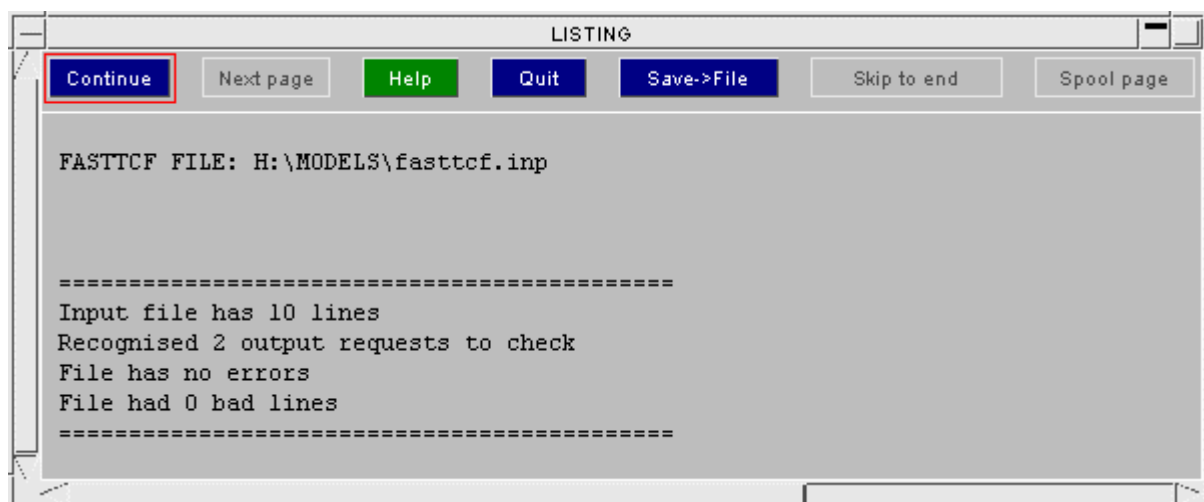 LISTING
Continue Next page Help Quit Save->File Skip to end Spool page
FASTTCF FILE: H:\MODELS\fasttcf.inp
============================================
Input file has 10 lines
Recognised 2 output requests to check
File has no errors
File had 0 bad lines
============================================